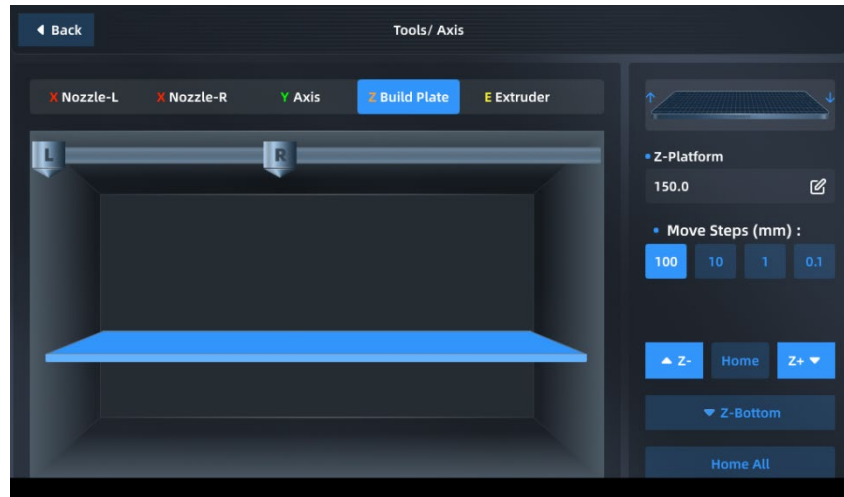 Back
Tools/ Axis
X Nozzle-L X Nozzle-R Y Axis Z Build Plate E Extruder
L R
Z-Platform
150.0
Move Steps (mm) :
100 10 1 0.1
Z- Home Z+
Z-Bottom
Home All